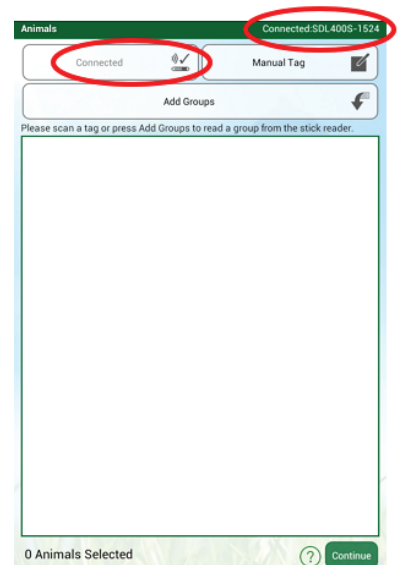 Animals Connected:SDL400S-1524
Connected Manual Tag
Add Groups
Please scan a tag or press Add Groups to read a group from the stick reader.
0 Animals Selected ? Continue